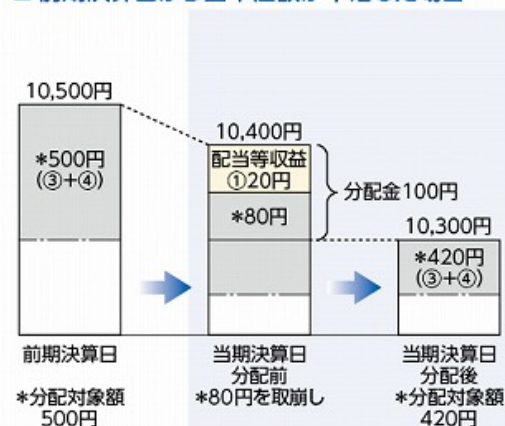 10,500円
*500円
(③+④)
前期決算日
*分配対象額
500円
10,400円
配当等収益
①20円
*80円
分配金100円
当期決算日
分配前
*80円を取崩し
10,300円
*420円
(③+④)
当期決算日
分配後
*分配対象額
420円